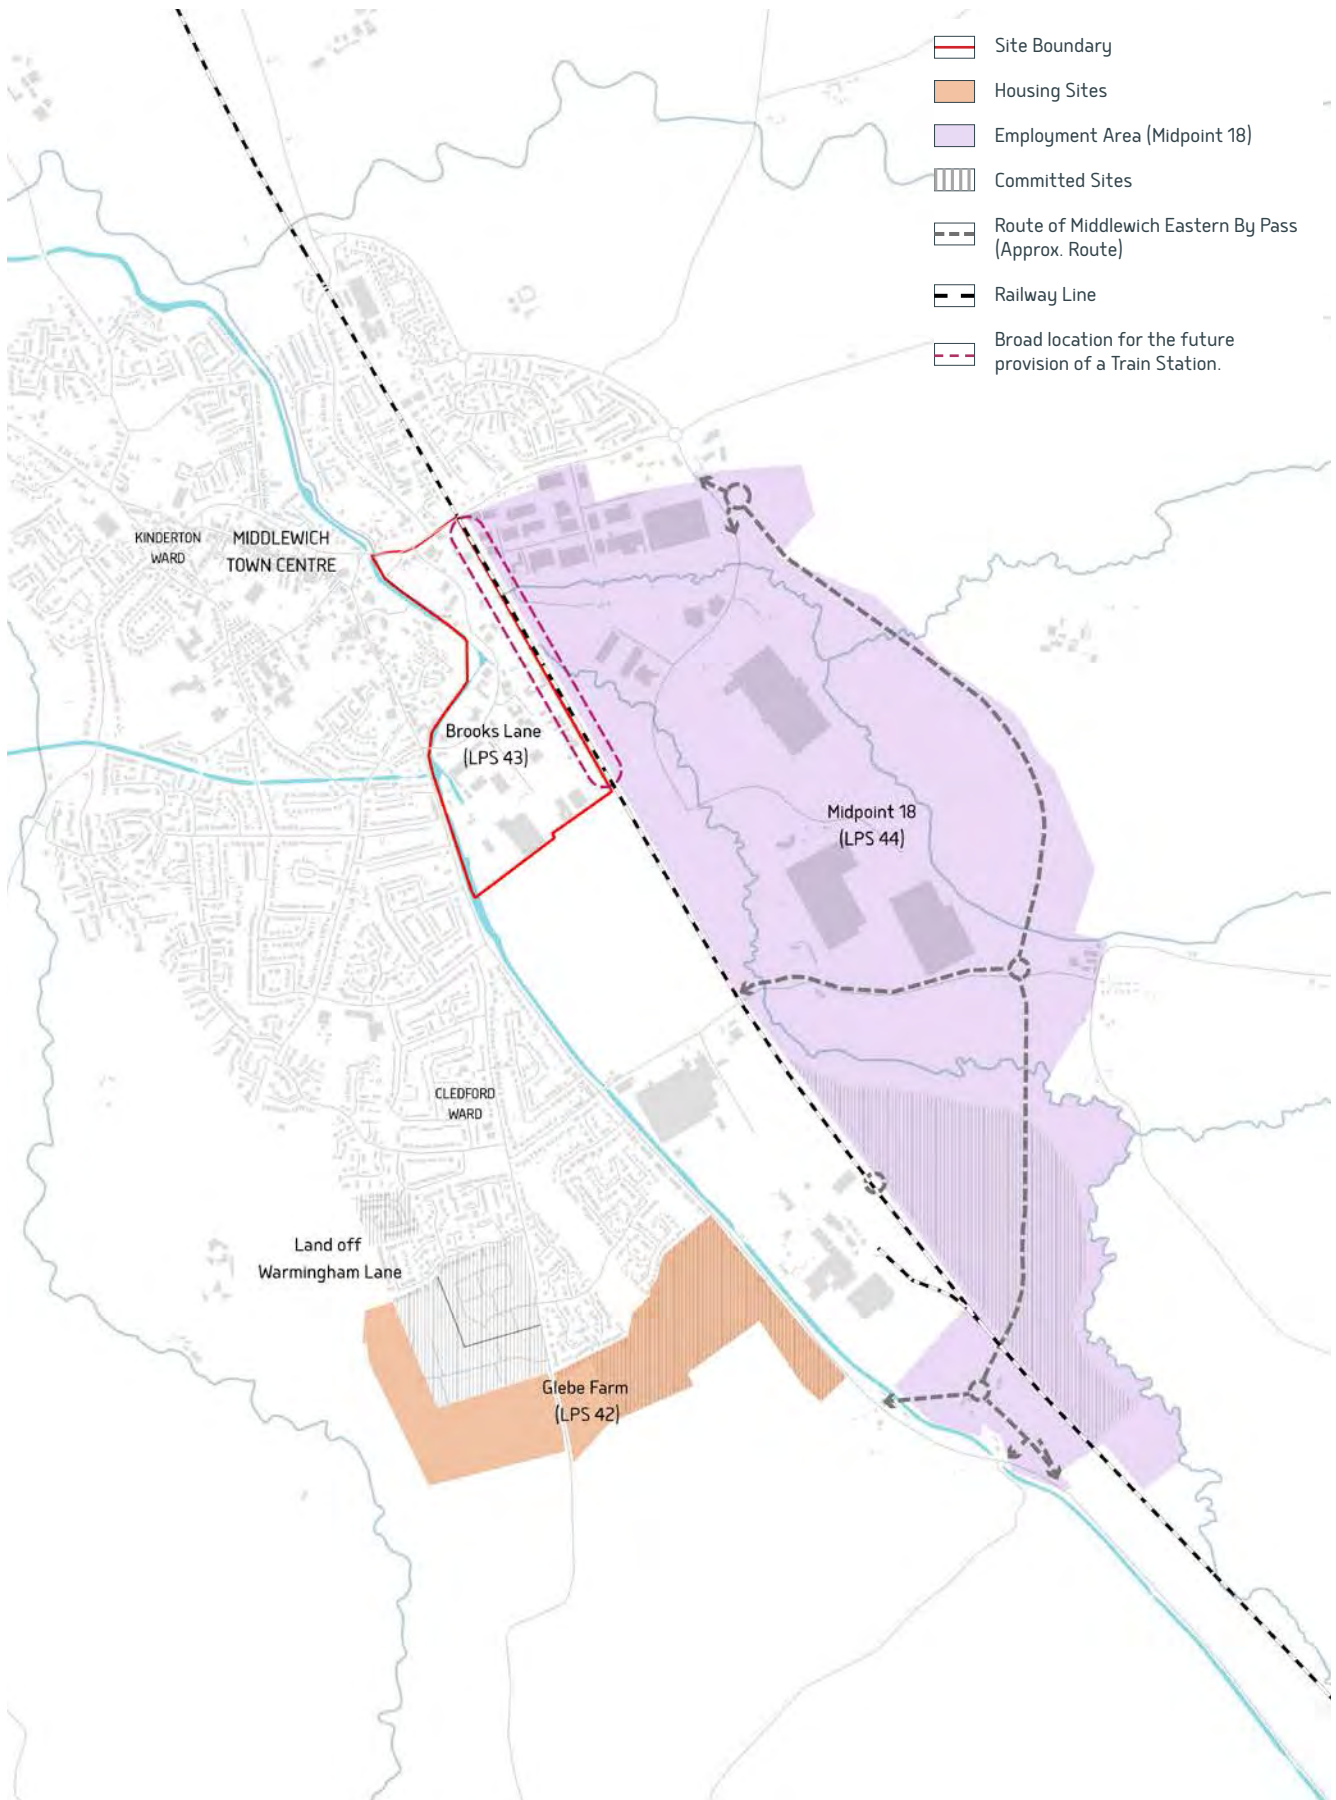 Site Boundary
Housing Sites
Employment Area (Midpoint 18)
Committed Sites
Route of Middlewich Eastern By Pass
(Approx. Route)
Railway Line
Broad location for the future
provision of a Train Station.
KINDERTON
WARD
MIDDLEWICH
TOWN CENTRE
Brooks Lane
(LPS 43)
Midpoint 18
(LPS 44)
CLEDFORD
WARD
Land off
Warmingham Lane
Glebe Farm
(LPS 42)